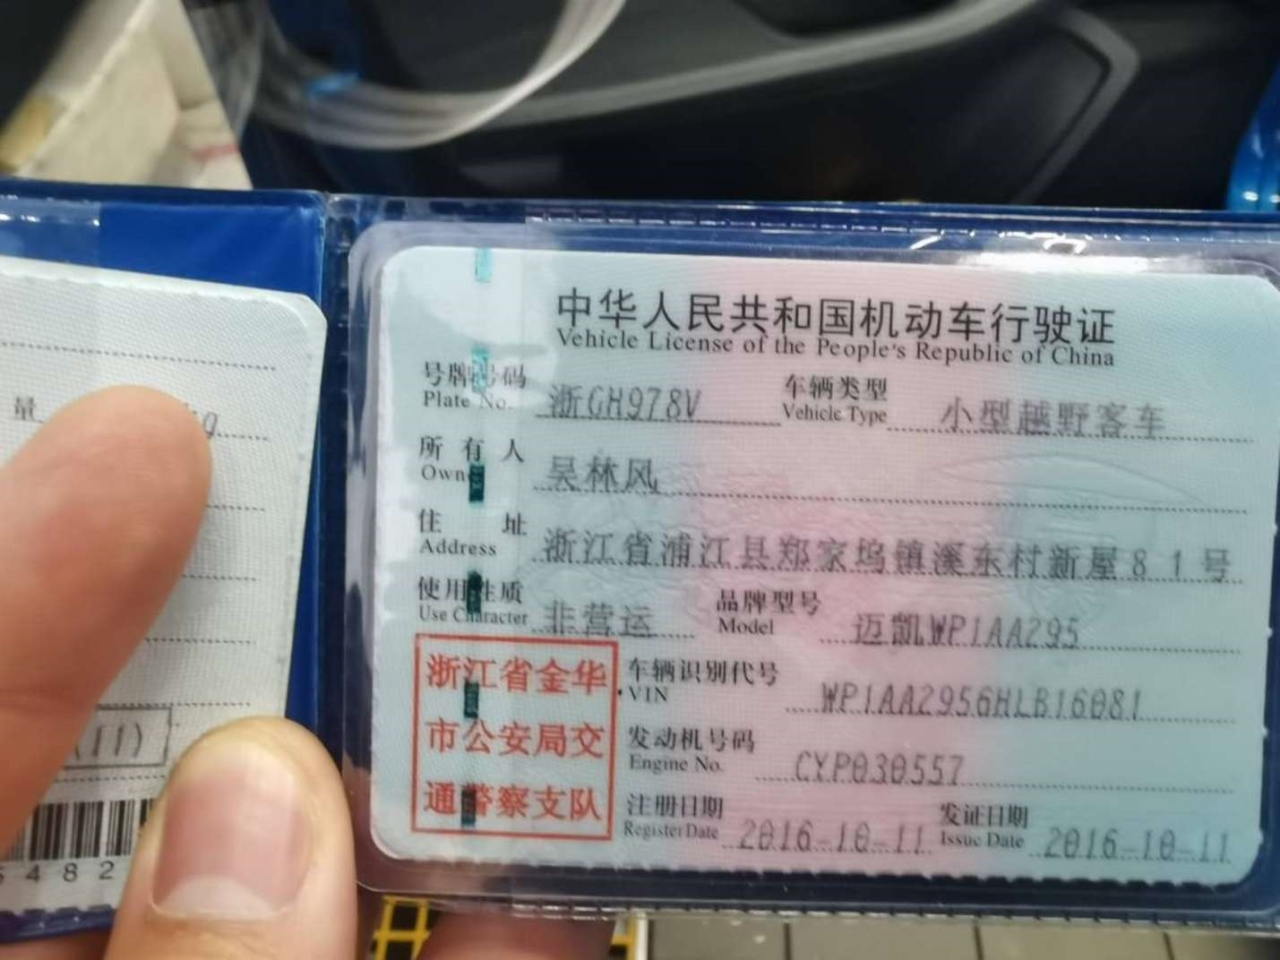 量 kg
(11)
5482
中华人民共和国机动车行驶证
Vehicle License of the People's Republic of China
号牌号码 浙GH978V 车辆类型 小型越野客车
Plate No. Vehicle Type
所有人 吴林风
Owner
住址 浙江省浦江县郑家坞镇溪东村新屋81号
Address
使用性质 非营运 品牌型号 迈凯WP1AA295
Use Character Model
浙江省金华
市公安局交
通警察支队
车辆识别代号 WP1AA2956HLB16081
VIN
发动机号码 CYP030557
Engine No.
注册日期 2016-10-11 发证日期 2016-10-11
Register Date Issue Date